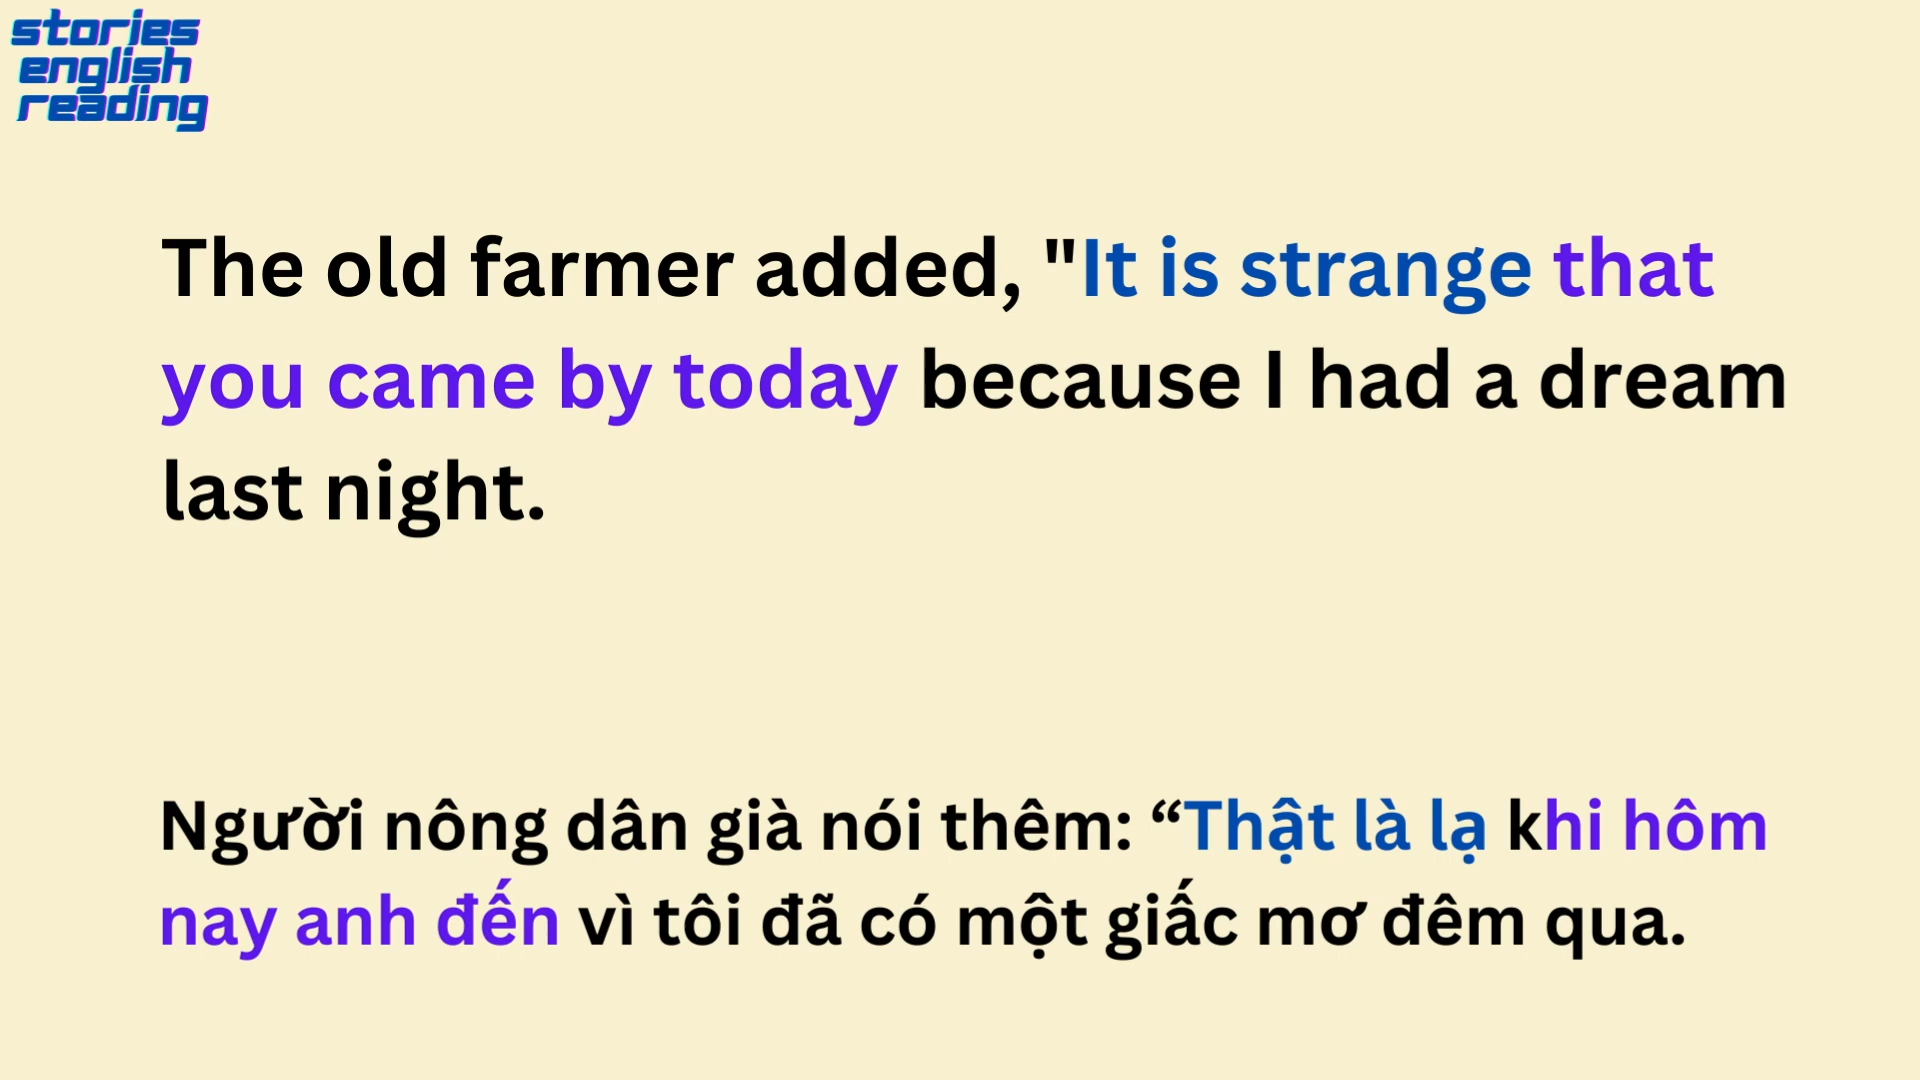 stories
english
reading
The old farmer added, "It is strange that
you came by today because I had a dream
last night.
Người nông dân già nói thêm: “Thật là lạ khi hôm
nay anh đến vì tôi đã có một giấc mơ đêm qua.